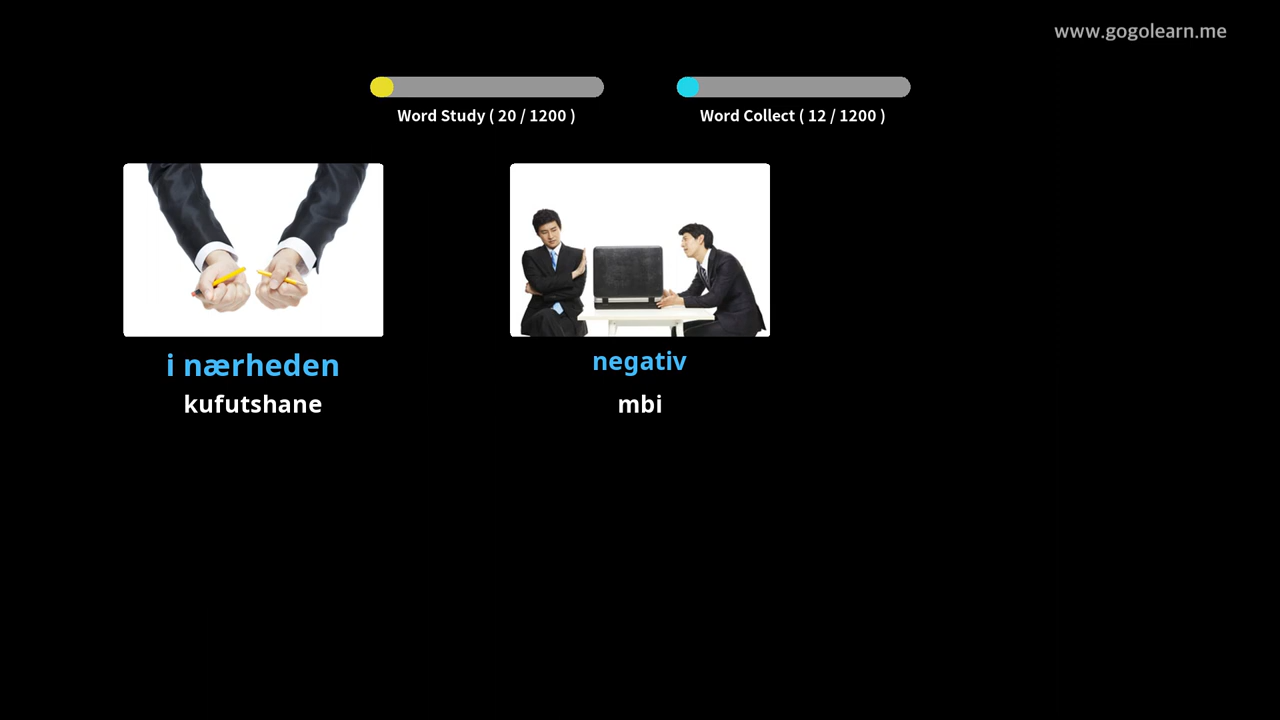 www.gogolearn.me
Word Study ( 20 / 1200 )
Word Collect ( 12 / 1200 )
i nærheden
kufutshane
negativ
mbi